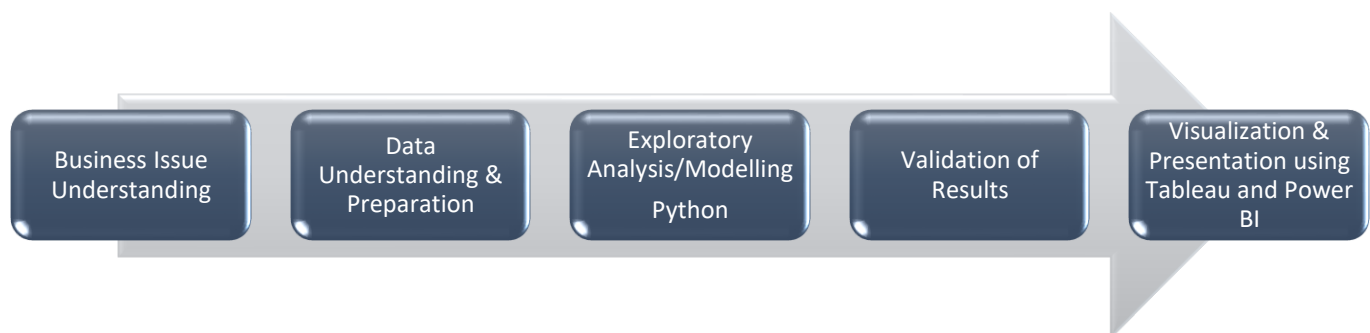 Business Issue
Understanding
Data
Understanding &
Preparation
Exploratory
Analysis/Modelling
Python
Validation of
Results
Visualization &
Presentation using
Tableau and Power
BI